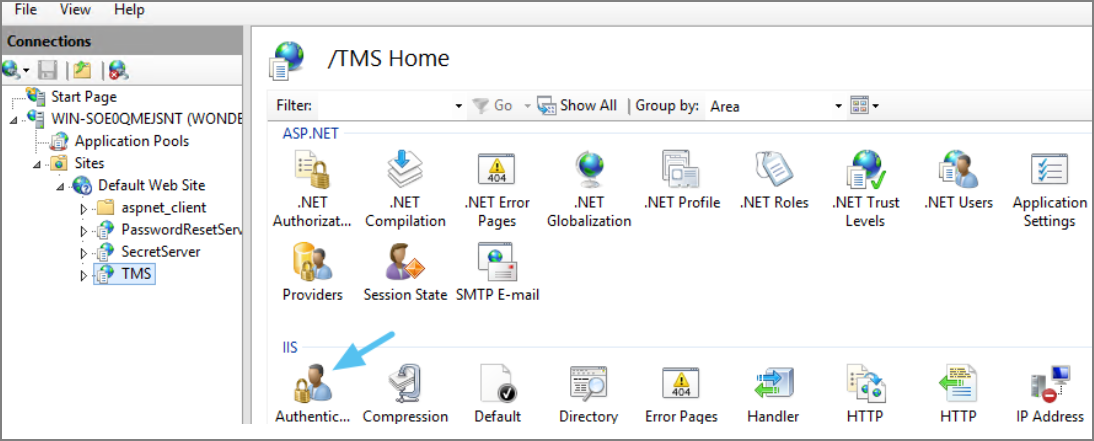 File View Help
Connections
Start Page
WIN-SOE0QMEJSNT (WONDE
Application Pools
Sites
Default Web Site
aspnet_client
PasswordResetServ
SecretServer
TMS
/TMS Home
Filter: Go Show All Group by: Area
ASP.NET
.NET Authorizat...
.NET Compilation
.NET Error Pages
.NET Globalization
.NET Profile
.NET Roles
.NET Trust Levels
.NET Users
Application Settings
Providers
Session State
SMTP E-mail
IIS
Authentic...
Compression
Default
Directory
Error Pages
Handler
HTTP
HTTP
IP Address